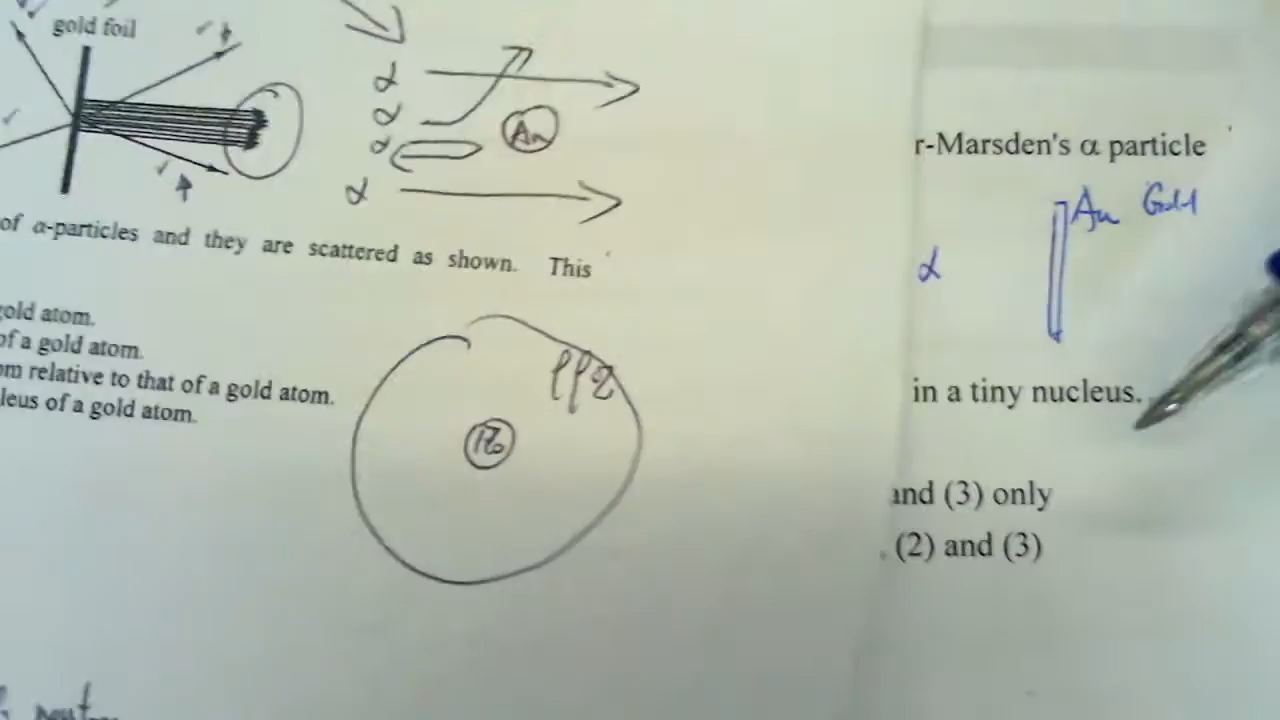 gold foil
α
α
α
α
Au
of α-particles and they are scattered as shown. This
gold atom.
of a gold atom.
om relative to that of a gold atom.
leus of a gold atom.
r-Marsden's α particle
Au Gold
α
in a tiny nucleus.
and (3) only
(2) and (3)